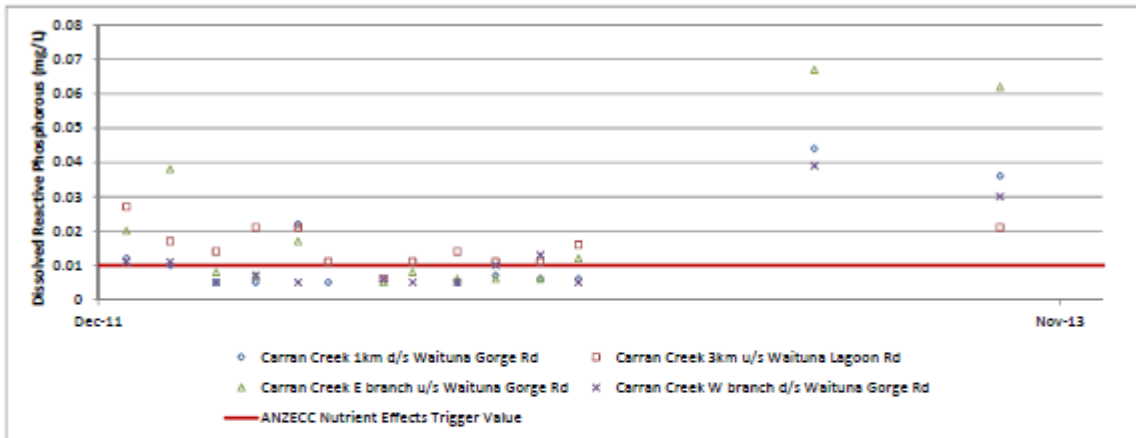 Dissolved Reactive Phosphorous (mg/L)
0.08
0.07
0.06
0.05
0.04
0.03
0.02
0.01
0
Dec-11 Nov-13
Carran Creek 1km d/s Waituna Gorge Rd Carran Creek 3km u/s Waituna Lagoon Rd
Carran Creek E branch u/s Waituna Gorge Rd Carran Creek W branch d/s Waituna Gorge Rd
ANZECC Nutrient Effects Trigger Value